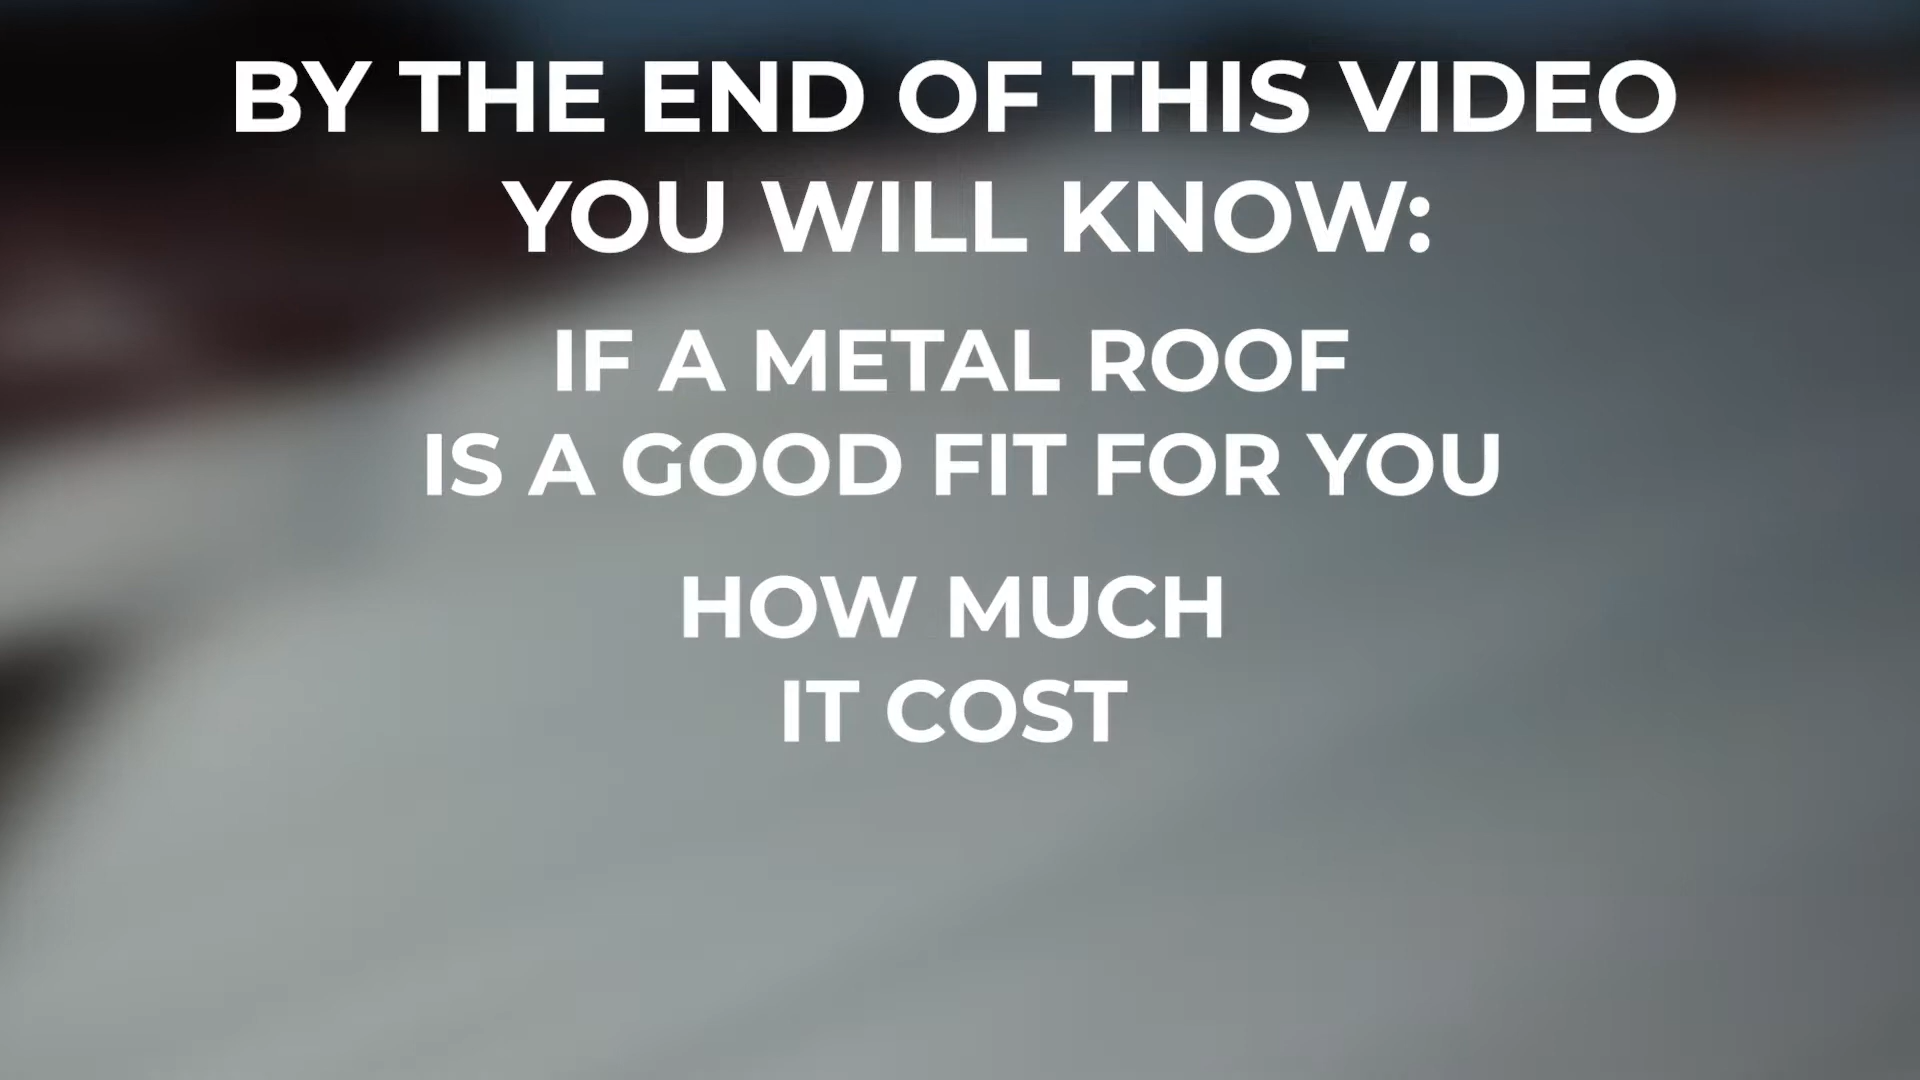 BY THE END OF THIS VIDEO
YOU WILL KNOW:
IF A METAL ROOF
IS A GOOD FIT FOR YOU
HOW MUCH
IT COST